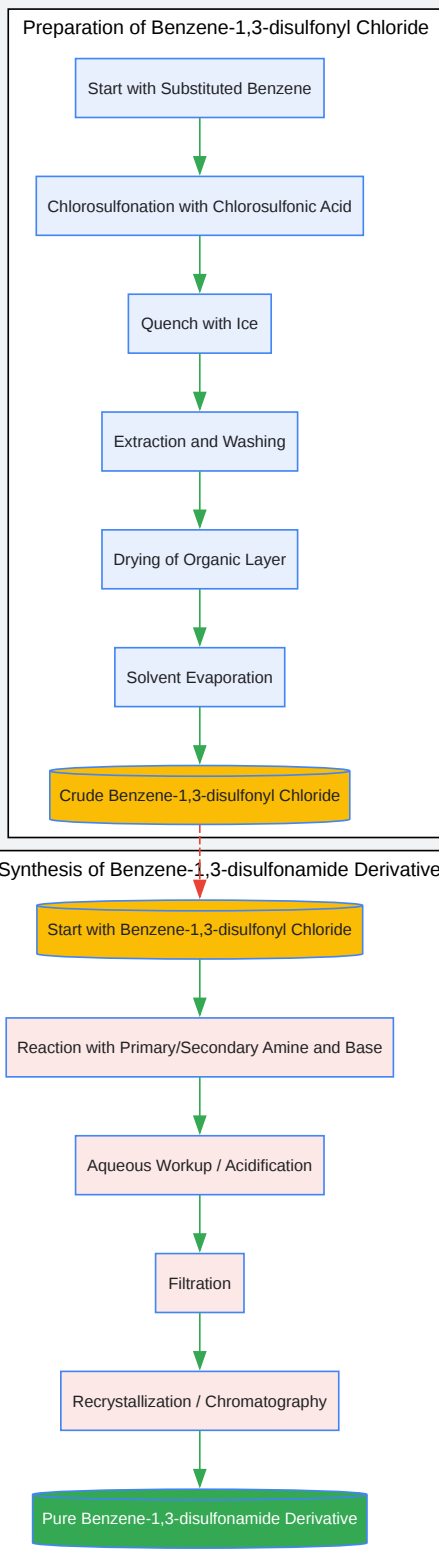 Preparation of Benzene-1,3-disulfonyl Chloride
Start with Substituted Benzene
Chlorosulfonation with Chlorosulfonic Acid
Quench with Ice
Extraction and Washing
Drying of Organic Layer
Solvent Evaporation
Crude Benzene-1,3-disulfonyl Chloride
Synthesis of Benzene-1,3-disulfonamide Derivative
Start with Benzene-1,3-disulfonyl Chloride
Reaction with Primary/Secondary Amine and Base
Aqueous Workup / Acidification
Filtration
Recrystallization / Chromatography
Pure Benzene-1,3-disulfonamide Derivative